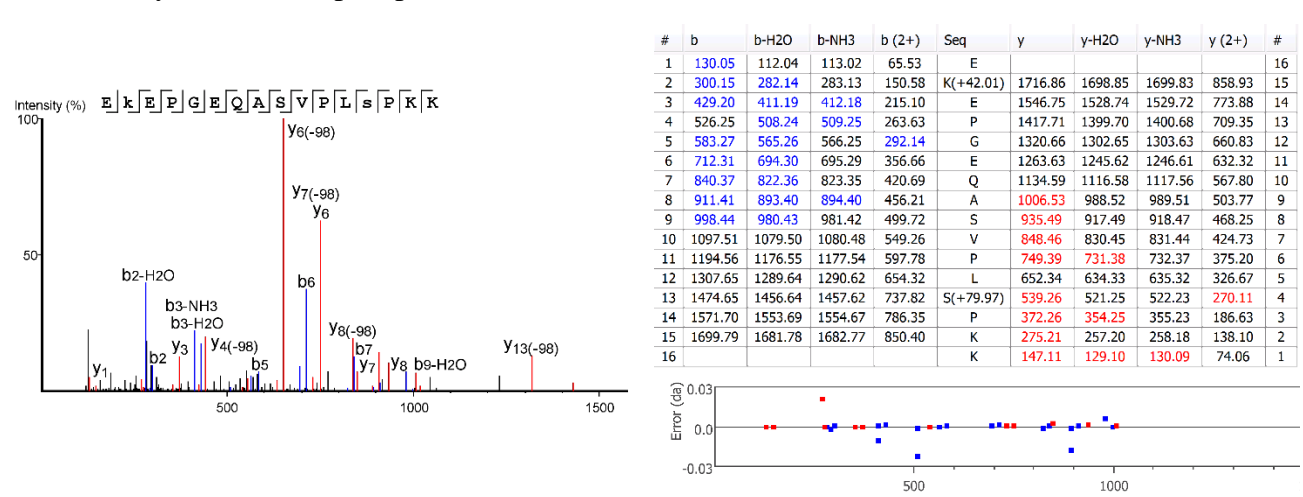 Intensity (%)
E k E P G E Q A S V P L s P K K
100
50
y6(-98)
y7(-98)
y6
b2-H2O
b6
b3-NH3
b3-H2O
y8(-98)
y4(-98)
y3
b7
y1
b2
b5
y7
y8
b9-H2O
y13(-98)
500 1000 1500
# b b-H2O b-NH3 b (2+) Seq y y-H2O y-NH3 y (2+) #
1 130.05 112.04 113.02 65.53 E 16
2 300.15 282.14 283.13 150.58 K(+42.01) 1716.86 1698.85 1699.83 858.93 15
3 429.20 411.19 412.18 215.10 E 1546.75 1528.74 1529.72 773.88 14
4 526.25 508.24 509.25 263.63 P 1417.71 1399.70 1400.68 709.35 13
5 583.27 565.26 566.25 292.14 G 1320.66 1302.65 1303.63 660.83 12
6 712.31 694.30 695.29 356.66 E 1263.63 1245.62 1246.61 632.32 11
7 840.37 822.36 823.35 420.69 Q 1134.59 1116.58 1117.56 567.80 10
8 911.41 893.40 894.40 456.21 A 1006.53 988.52 989.51 503.77 9
9 998.44 980.43 981.42 499.72 S 935.49 917.49 918.47 468.25 8
10 1097.51 1079.50 1080.48 549.26 V 848.46 830.45 831.44 424.73 7
11 1194.56 1176.55 1177.54 597.78 P 749.39 731.38 732.37 375.20 6
12 1307.65 1289.64 1290.62 654.32 L 652.34 634.33 635.32 326.67 5
13 1474.65 1456.64 1457.62 737.82 S(+79.97) 539.26 521.25 522.23 270.11 4
14 1571.70 1553.69 1554.67 786.35 P 372.26 354.25 355.23 186.63 3
15 1699.79 1681.78 1682.77 850.40 K 275.21 257.20 258.18 138.10 2
16 K 147.11 129.10 130.09 74.06 1
Error (da)
0.03
0.0
-0.03
500 1000